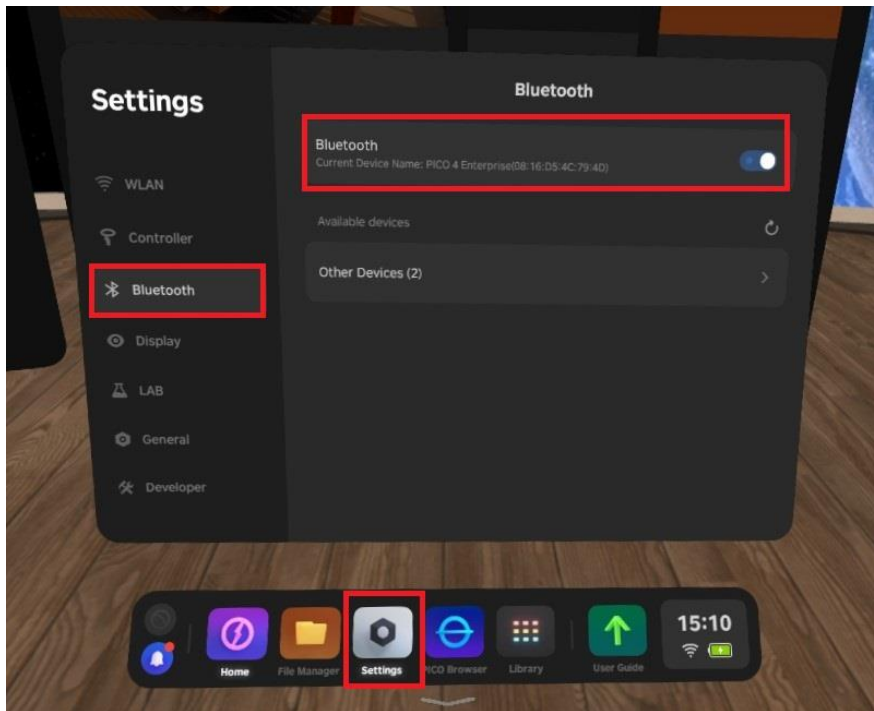 Settings
WLAN
Controller
Bluetooth
Display
LAB
General
Developer
Bluetooth
Bluetooth
Current Device Name: PICO 4 Enterprise(08:16:D5:4C:79:4D)
Available devices
Other Devices (2)
Home
File Manager
Settings
PICO Browser
Library
User Guide
15:10